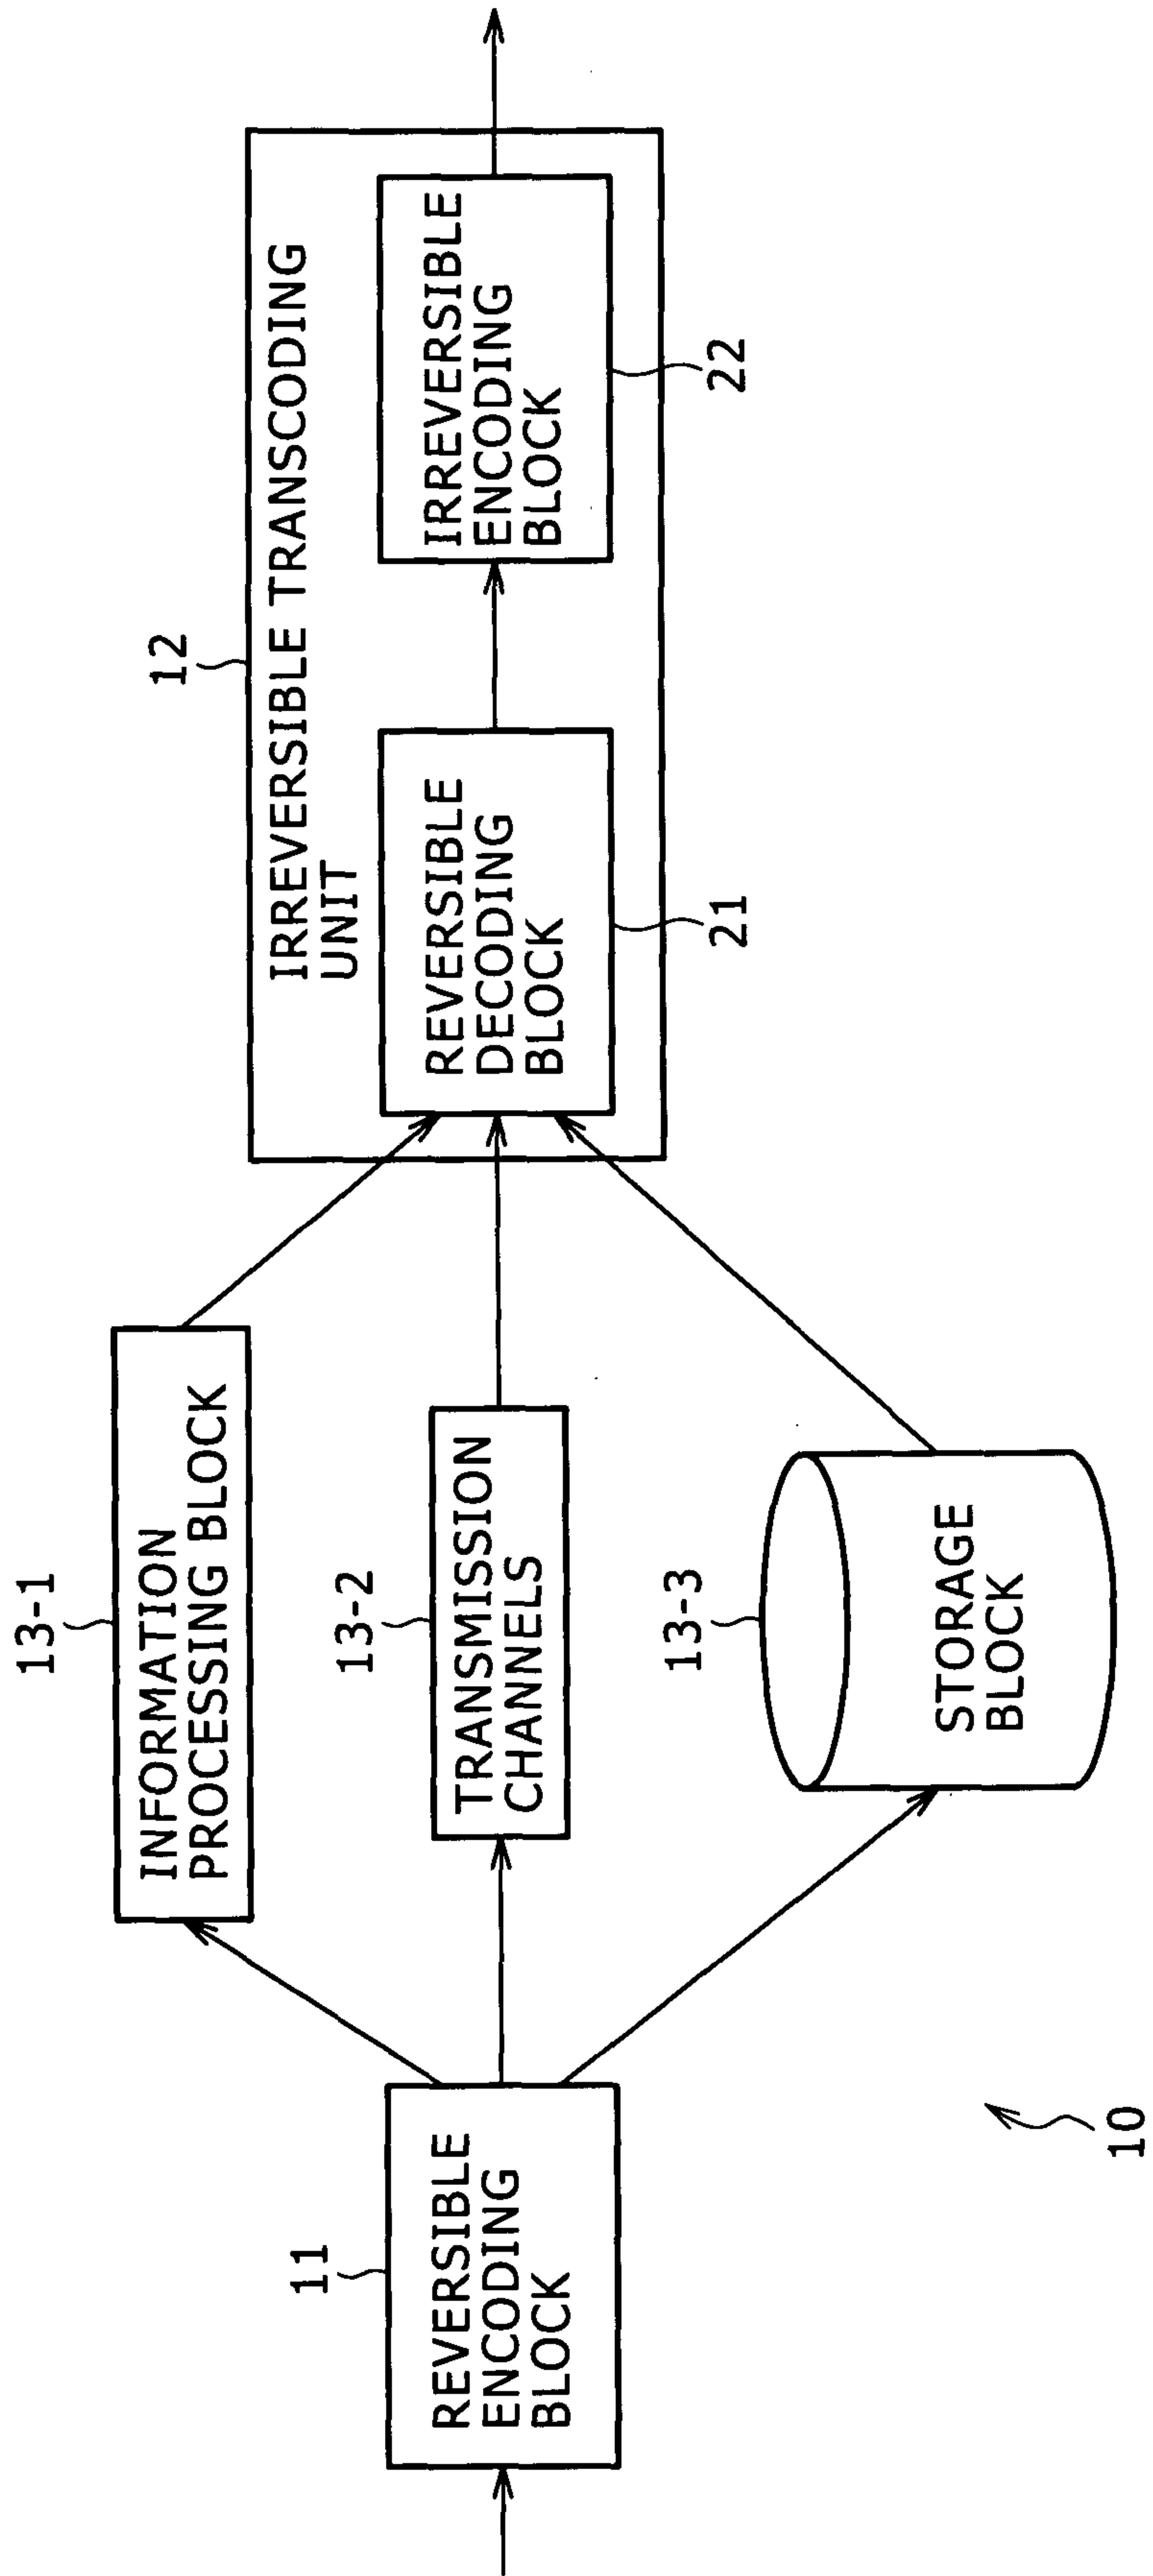 11
REVERSIBLE
ENCODING
BLOCK
13-1
INFORMATION
PROCESSING BLOCK
13-2
TRANSMISSION
CHANNELS
13-3
STORAGE
BLOCK
12
IRREVERSIBLE TRANSCODING
UNIT
REVERSIBLE
DECODING
BLOCK
21
IRREVERSIBLE
ENCODING
BLOCK
22
10